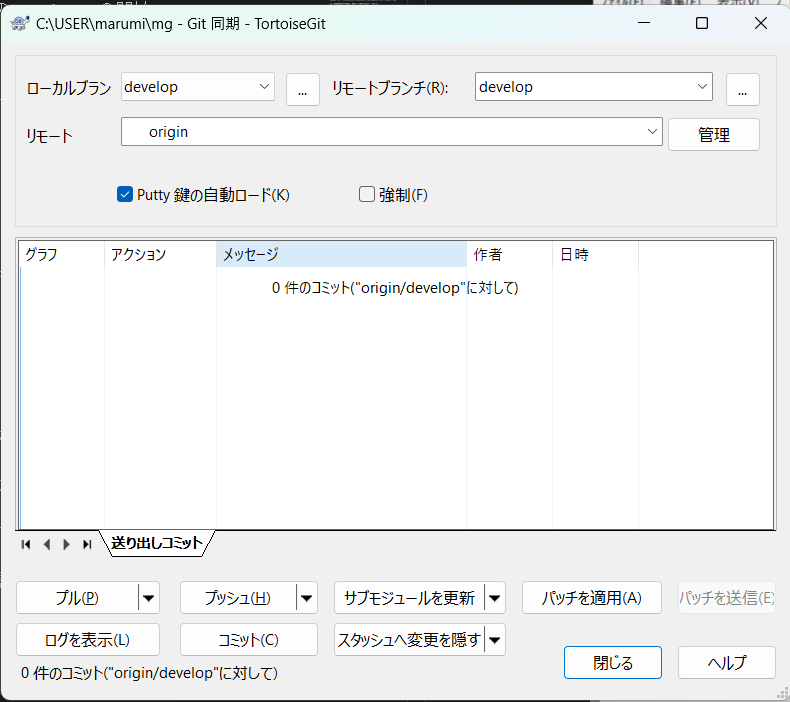 C:\USER\marumi\mg - Git 同期 - TortoiseGit
ローカルブラン develop ... リモートブランチ(R): develop ...
リモート origin 管理
Putty 鍵の自動ロード(K) 強制(F)
グラフ アクション メッセージ 作者 日時
0 件のコミット("origin/develop"に対して)
送り出しコミット
プル(P) プッシュ(H) サブモジュールを更新 パッチを適用(A) パッチを送信(E)
ログを表示(L) コミット(C) スタッシュへ変更を隠す
閉じる ヘルプ
0 件のコミット("origin/develop"に対して)